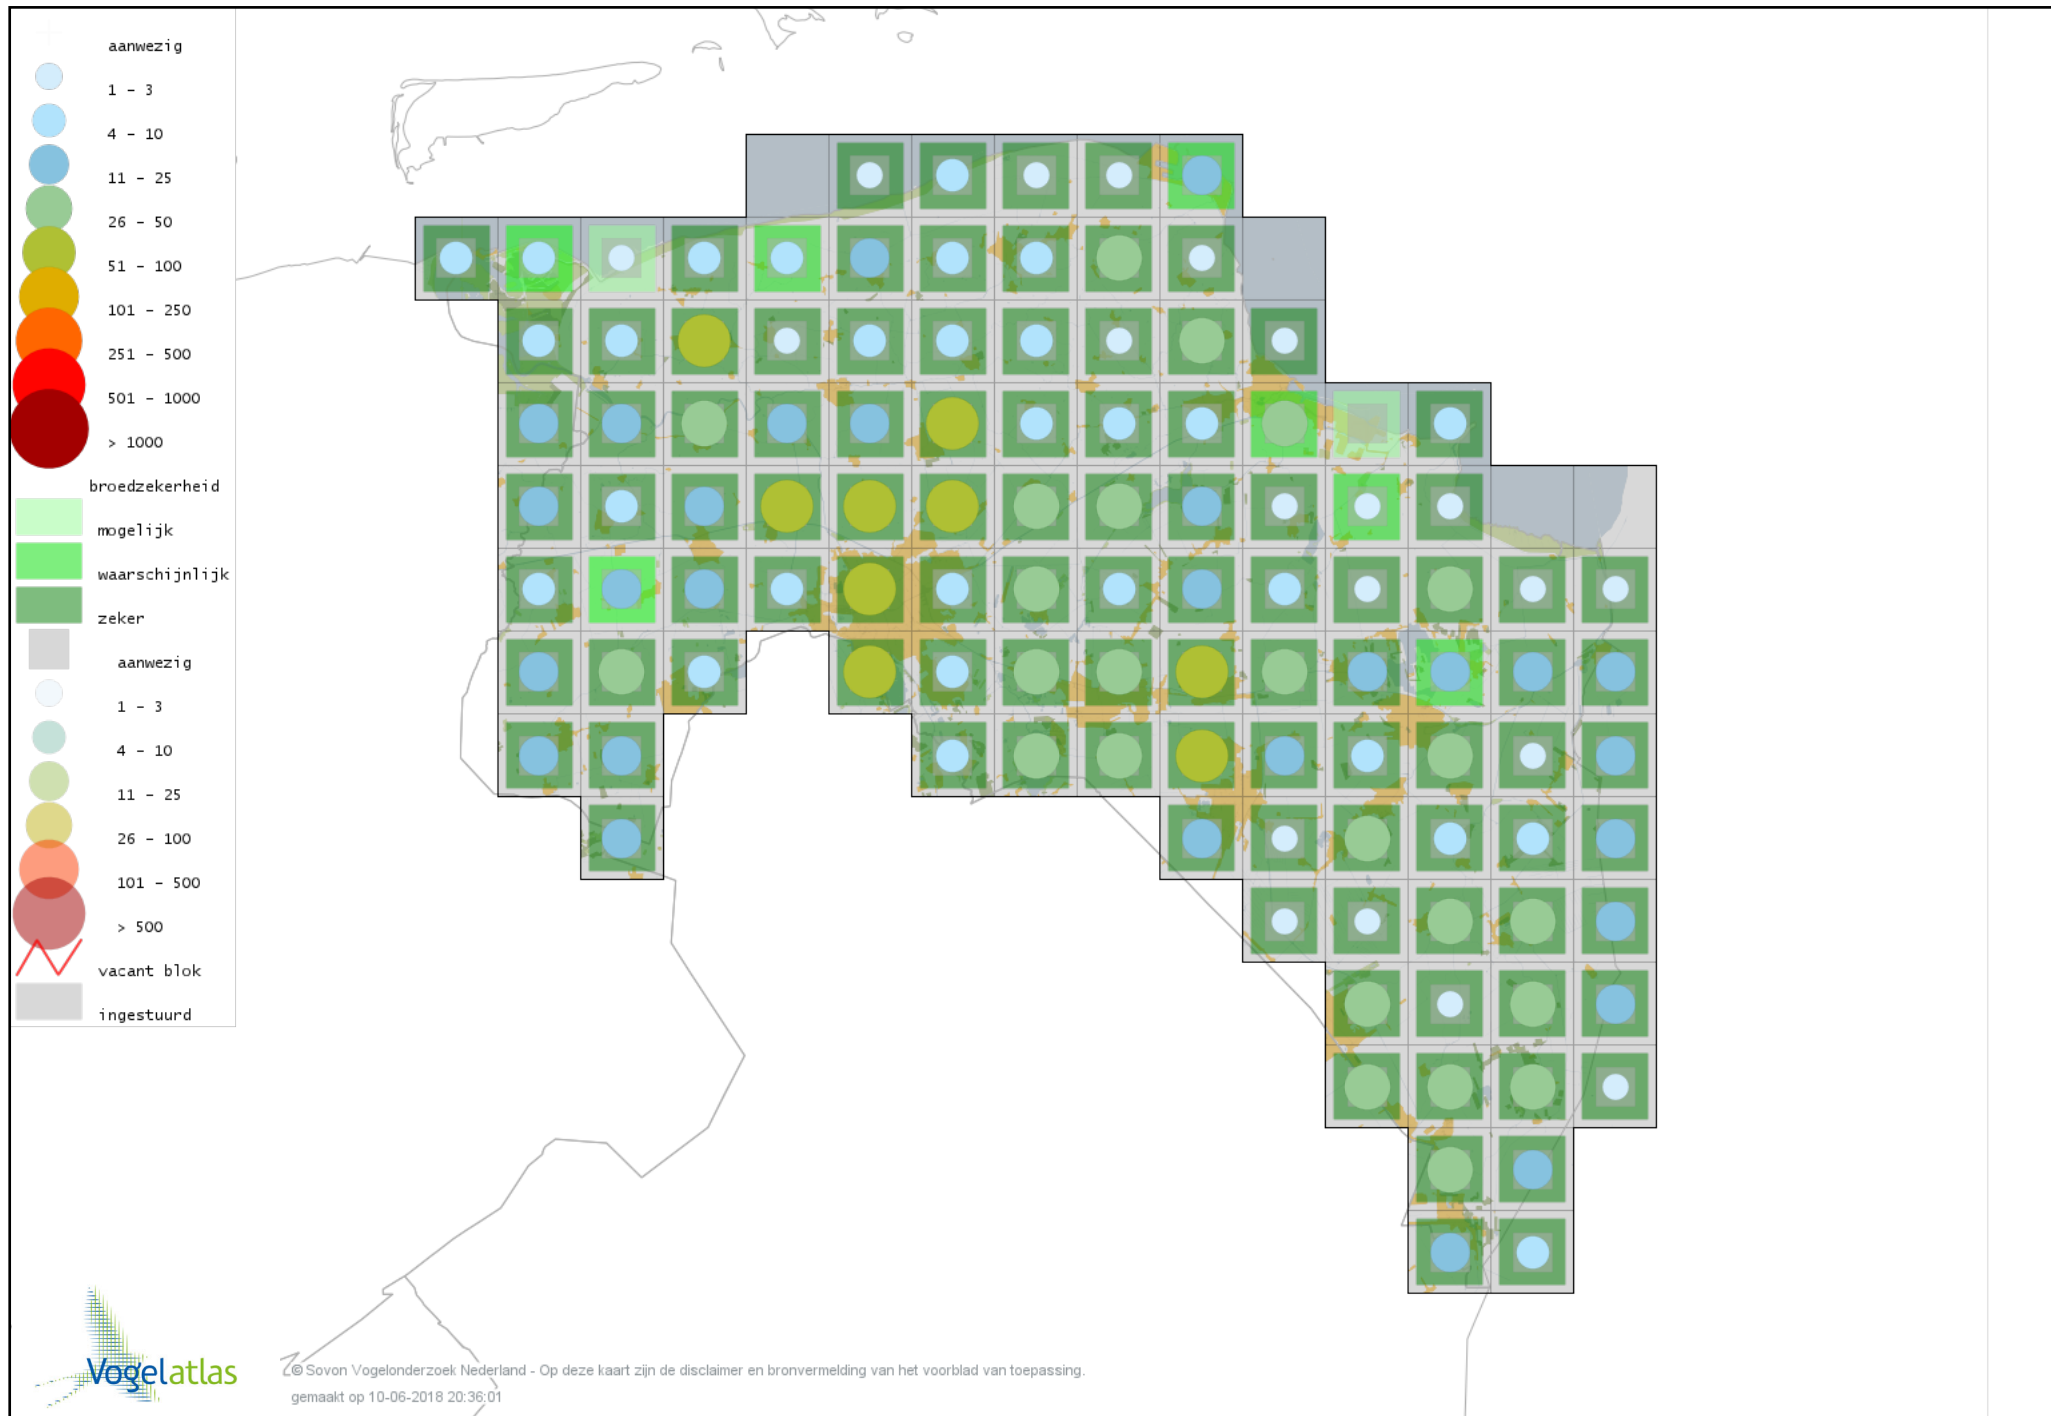 aanwezig
1 - 3
4 - 10
11 - 25
26 - 50
51 - 100
101 - 250
251 - 500
501 - 1000
> 1000
broedzekerheid
mogelijk
waarschijnlijk
zeker
aanwezig
1 - 3
4 - 10
11 - 25
26 - 100
101 - 500
> 500
vacant blok
ingestuurd
Vogelatlas
© Sovon Vogelonderzoek Nederland - Op deze kaart zijn de disclaimer en bronvermelding van het voorblad van toepassing.
gemaakt op 10-06-2018 20:36:01